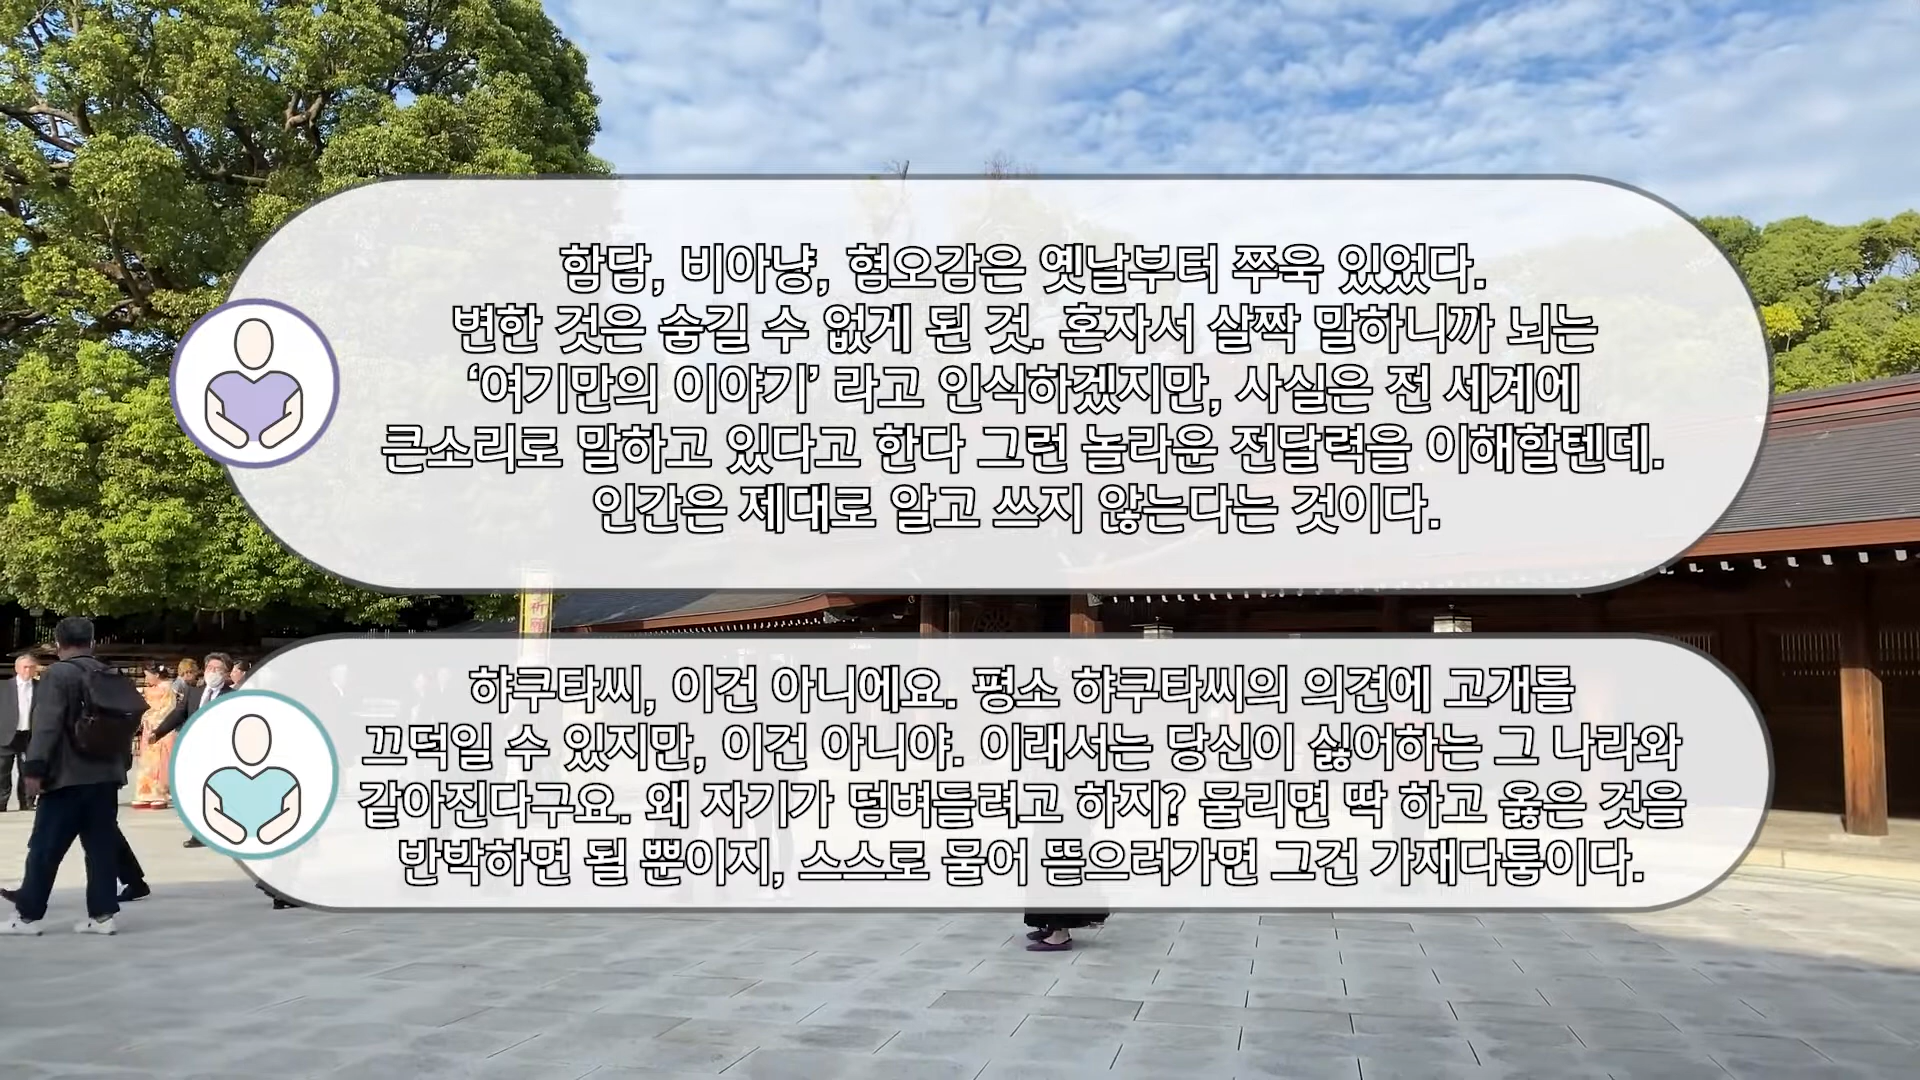 함담, 비아냥, 혐오감은 옛날부터 쭈욱 있었다.
변한 것은 숨길 수 없게 된 것. 혼자서 살짝 말하니까 뇌는
‘여기만의 이야기’ 라고 인식하겠지만, 사실은 전 세계에
큰소리로 말하고 있다고 한다 그런 놀라운 전달력을 이해할텐데.
인간은 제대로 알고 쓰지 않는다는 것이다.
햐쿠타씨, 이건 아니에요. 평소 햐쿠타씨의 의견에 고개를
끄덕일 수 있지만, 이건 아니야. 이래서는 당신이 싫어하는 그 나라와
같아진다구요. 왜 자기가 덤벼들려고 하지? 물리면 딱 하고 옳은 것을
반박하면 될 뿐이지, 스스로 물어 뜯으러가면 그건 가재다툼이다.